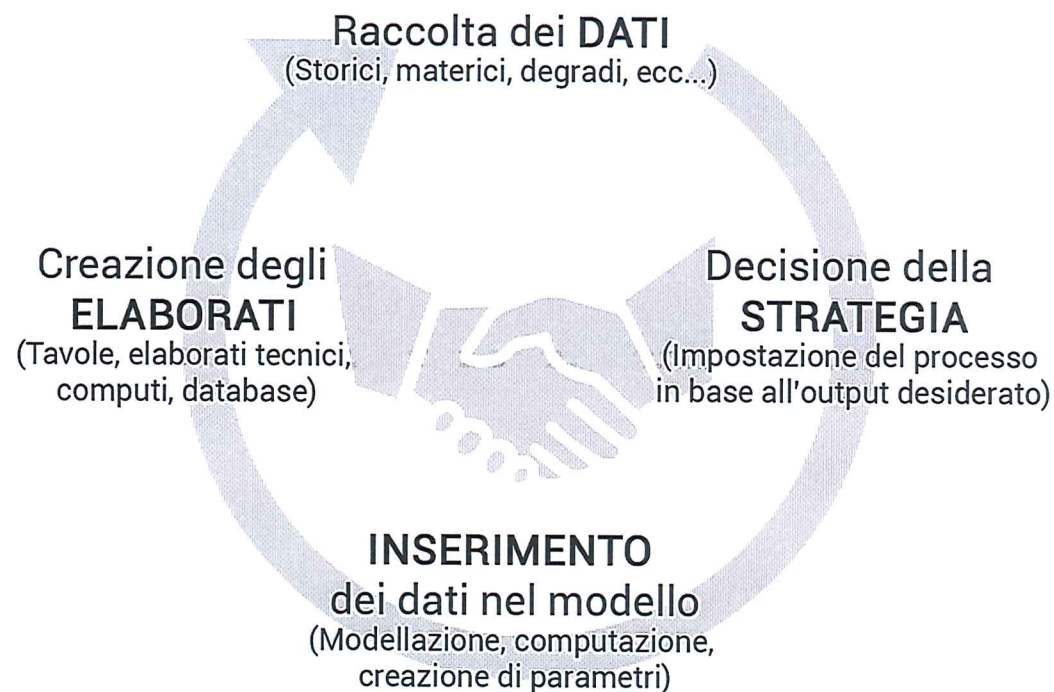 Raccolta dei DATI
(Storici, materici, degradi, ecc...)
Decisione della
STRATEGIA
(Impostazione del processo
in base all'output desiderato)
INSERIMENTO
dei dati nel modello
(Modellazione, computazione,
creazione di parametri)
Creazione degli
ELABORATI
(Tavole, elaborati tecnici,
computi, database)